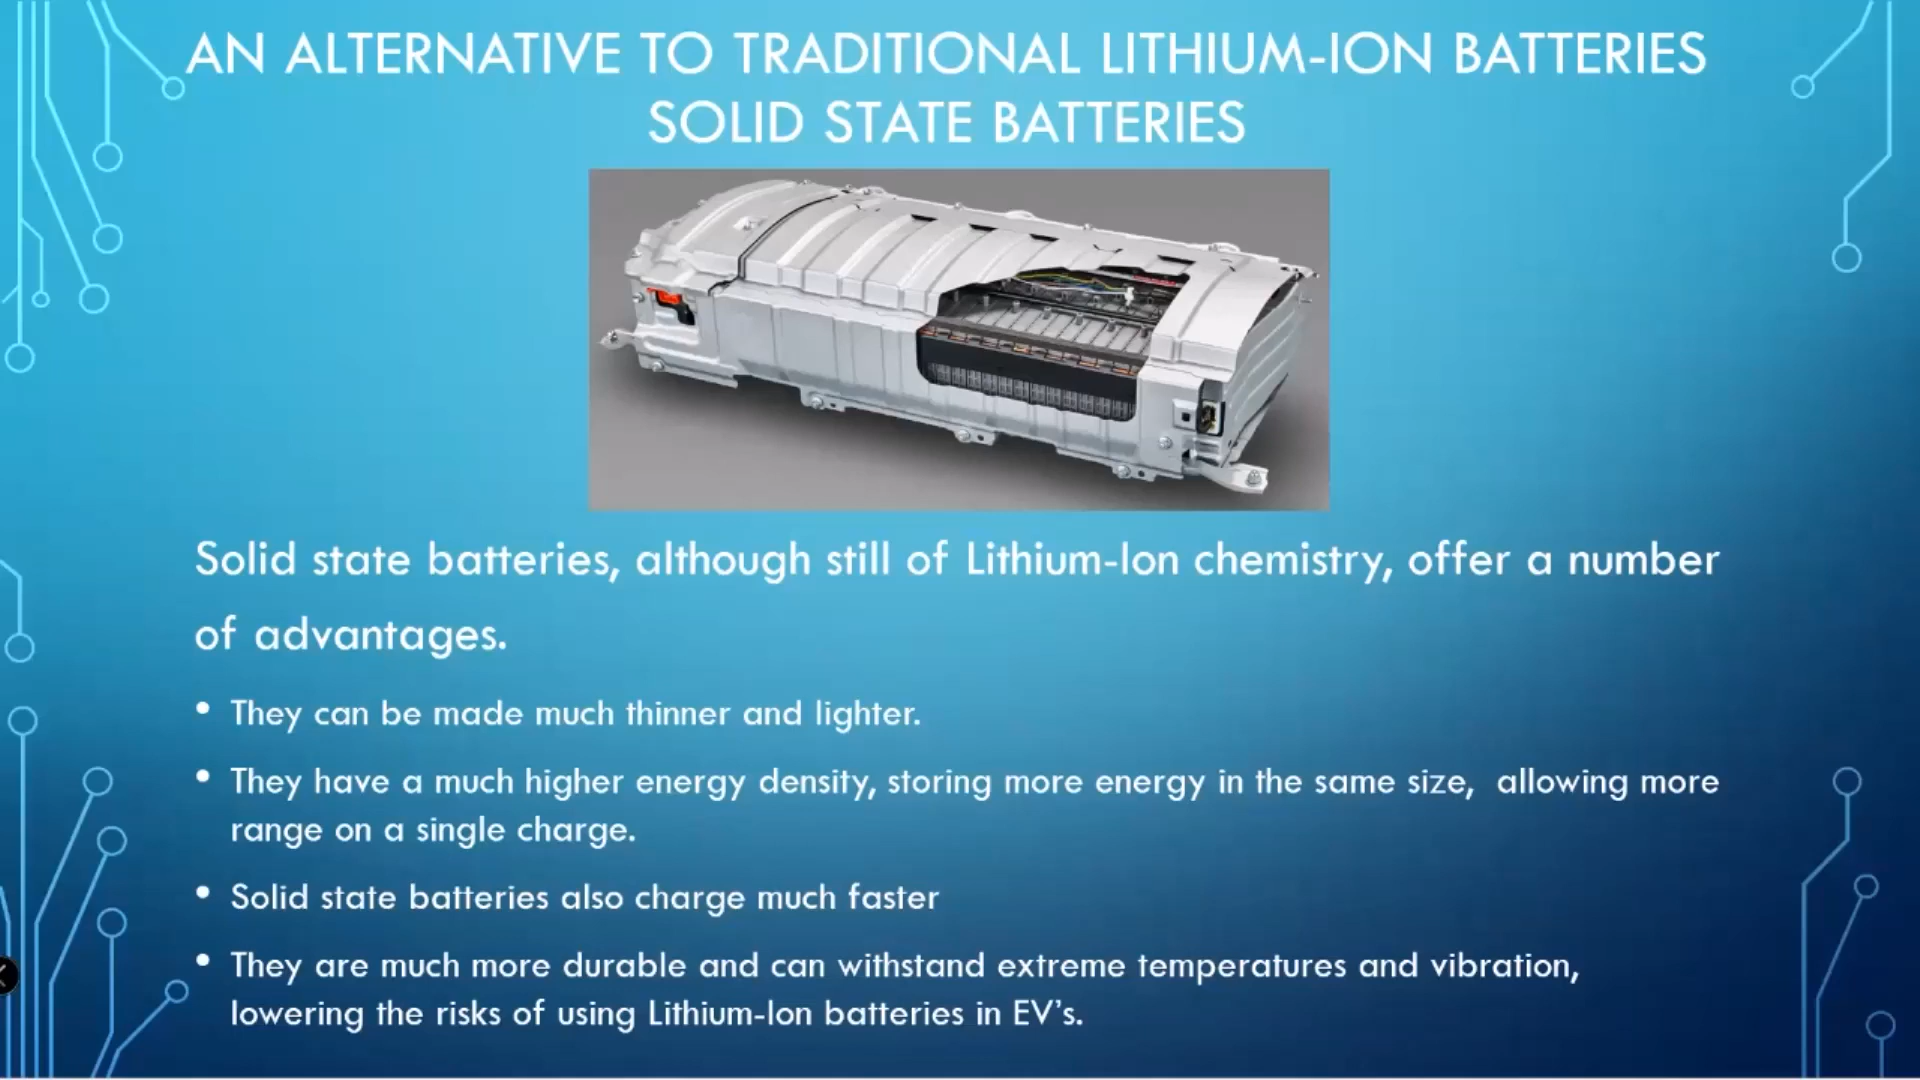 AN ALTERNATIVE TO TRADITIONAL LITHIUM-ION BATTERIES
SOLID STATE BATTERIES
Solid state batteries, although still of Lithium-Ion chemistry, offer a number
of advantages.
• They can be made much thinner and lighter.
• They have a much higher energy density, storing more energy in the same size,  allowing more
range on a single charge.
• Solid state batteries also charge much faster
• They are much more durable and can withstand extreme temperatures and vibration,
lowering the risks of using Lithium-Ion batteries in EV’s.